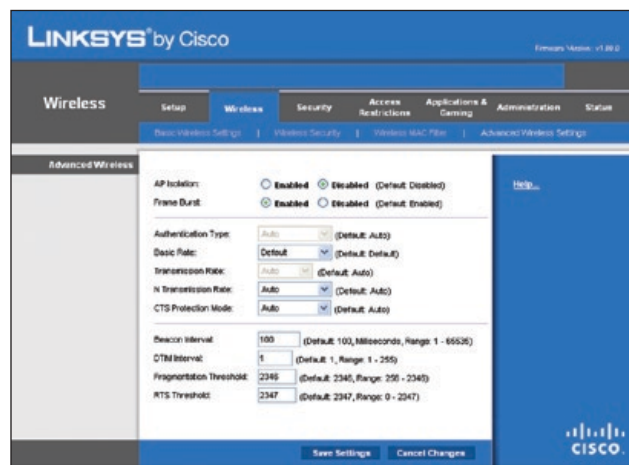 LINKSYS® by Cisco
Firmware Version: v1.00.0
Wireless
Setup Wireless Security Access Restrictions Applications & Gaming Administration Status
Basic Wireless Settings | Wireless Security | Wireless MAC Filter | Advanced Wireless Settings
Advanced Wireless
AP Isolation: Enabled Disabled (Default: Disabled)
Help...
Frame Burst: Enabled Disabled (Default: Enabled)
Authentication Type: Auto (Default: Auto)
Basic Rate: Default (Default: Default)
Transmission Rate: Auto (Default: Auto)
N Transmission Rate: Auto (Default: Auto)
CTS Protection Mode: Auto (Default: Auto)
Beacon Interval: 100 (Default: 100, Milliseconds, Range: 1 - 65535)
DTIM Interval: 1 (Default: 1, Range: 1 - 255)
Fragmentation Threshold: 2346 (Default: 2346, Range: 256 - 2346)
RTS Threshold: 2347 (Default: 2347, Range: 0 - 2347)
Save Settings Cancel Changes
CISCO.